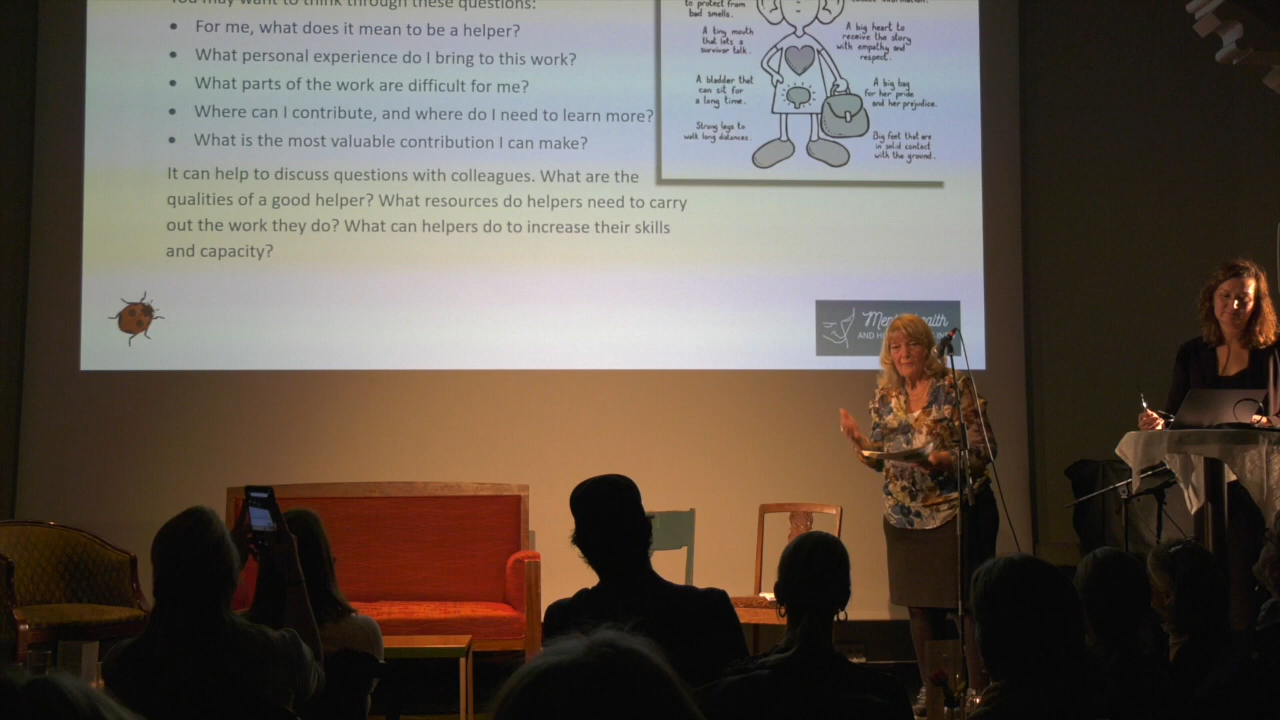 You may want to think through these questions:
• For me, what does it mean to be a helper?
• What personal experience do I bring to this work?
• What parts of the work are difficult for me?
• Where can I contribute, and where do I need to learn more?
• What is the most valuable contribution I can make?
It can help to discuss questions with colleagues. What are the
qualities of a good helper? What resources do helpers need to carry
out the work they do? What can helpers do to increase their skills
and capacity?
to protect from
bad smells.
A tiny mouth
that lets a
survivor talk.
A bladder that
can sit for
a long time.
Strong legs to
walk long distances.
A big heart to
receive the story
with empathy and
respect.
A big bag
for her pride
and her prejudice.
Big feet that are
in solid contact
with the ground.
Health
AND